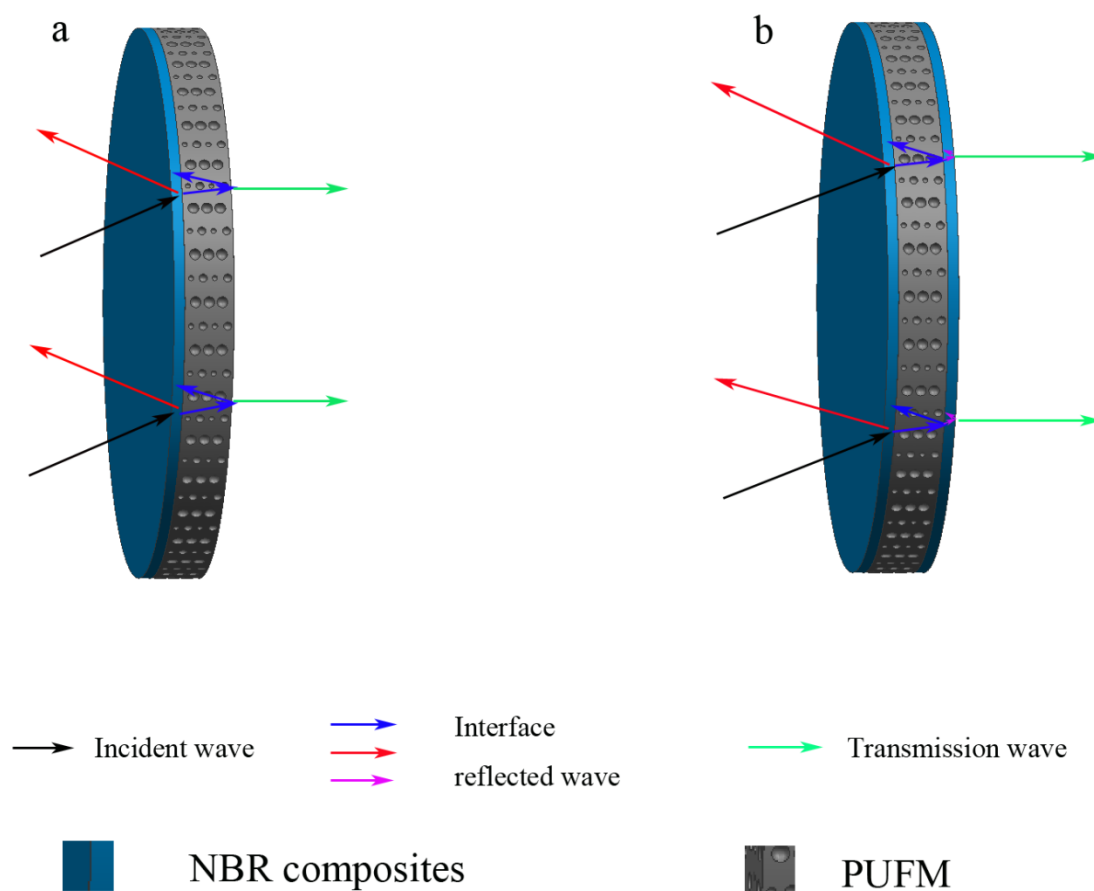 a
b
Incident wave
Interface
reflected wave
Transmission wave
NBR composites
PUFM